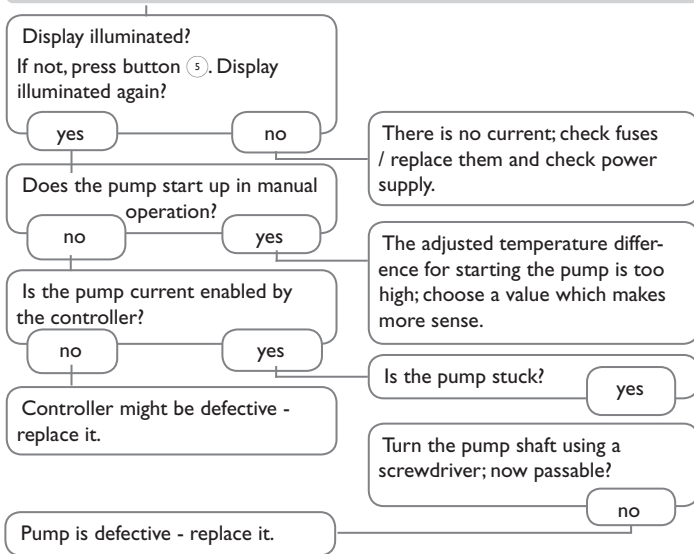 Display illuminated?
If not, press button 5. Display
illuminated again?
yes
no
There is no current; check fuses
/ replace them and check power
supply.
Does the pump start up in manual
operation?
no
yes
The adjusted temperature differ-
ence for starting the pump is too
high; choose a value which makes
more sense.
Is the pump current enabled by
the controller?
no
yes
Is the pump stuck?
yes
Controller might be defective -
replace it.
Turn the pump shaft using a
screwdriver; now passable?
no
Pump is defective - replace it.